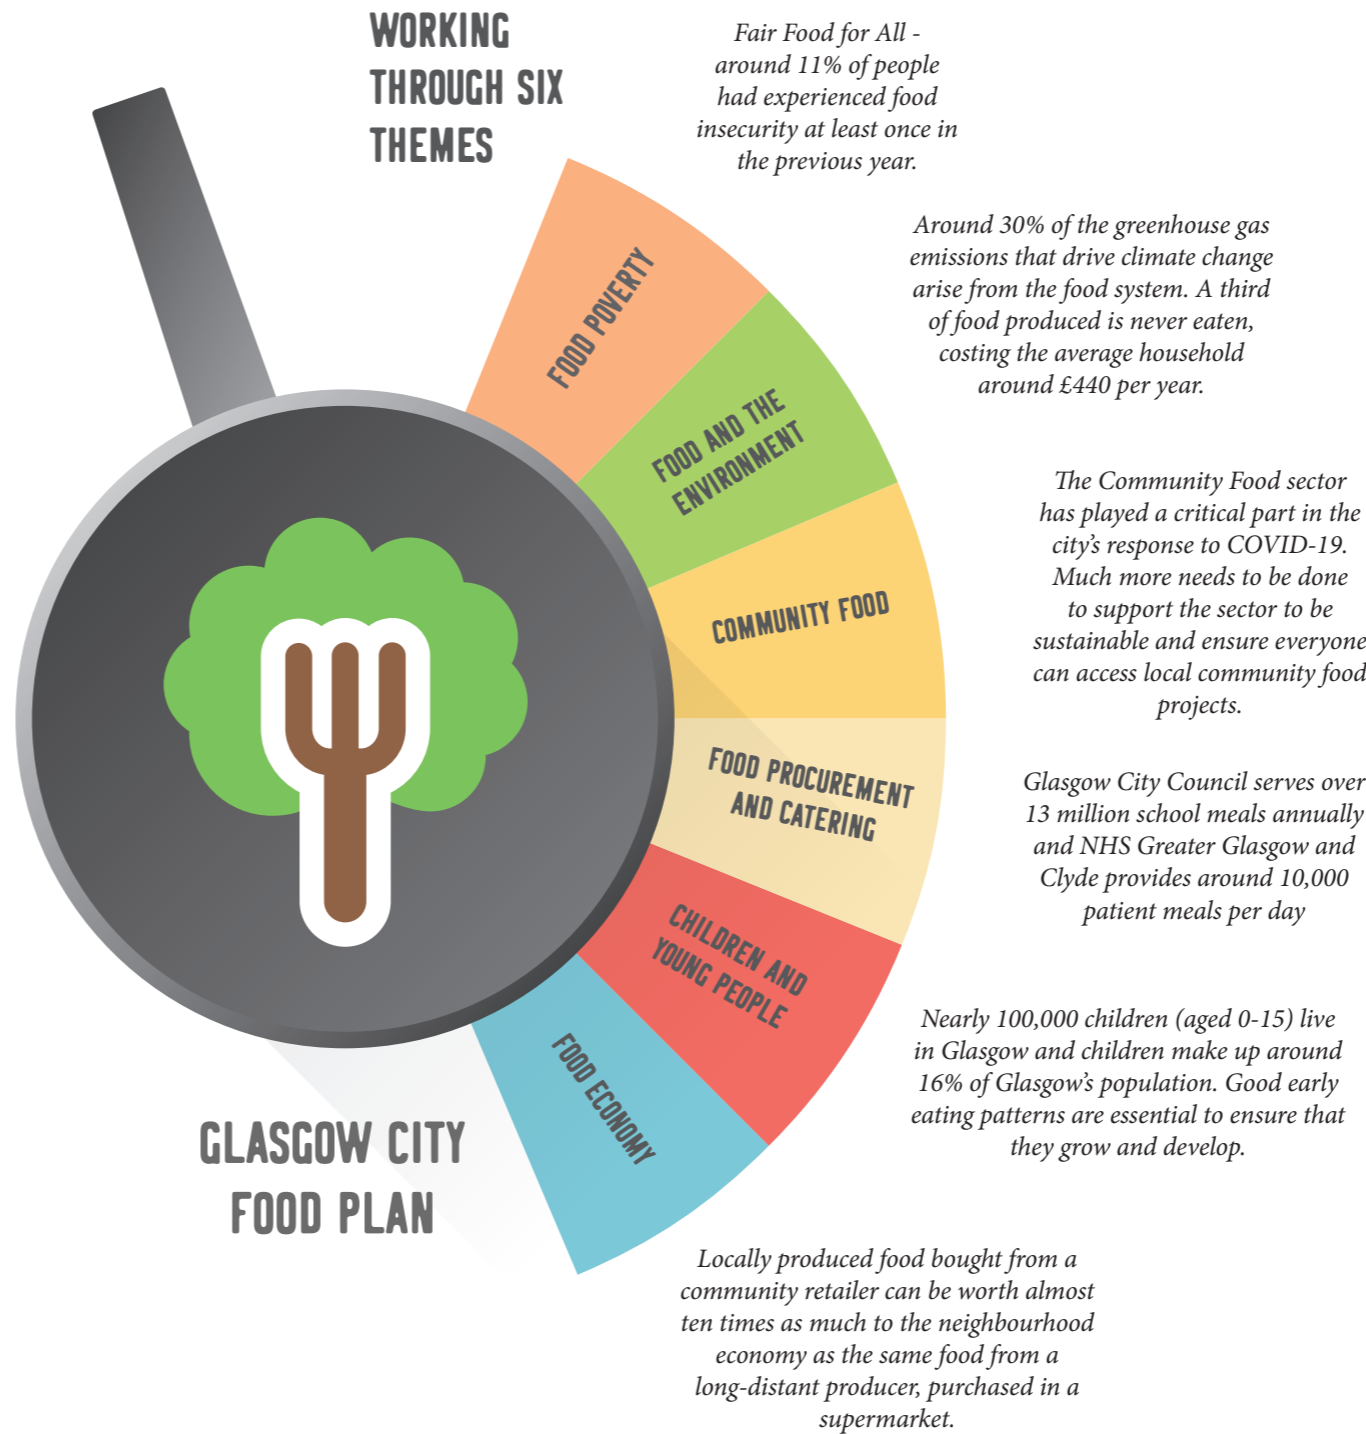 WORKING
THROUGH SIX
THEMES
Fair Food for All -
around 11% of people
had experienced food
insecurity at least once in
the previous year.
FOOD POVERTY
Around 30% of the greenhouse gas
emissions that drive climate change
arise from the food system. A third
of food produced is never eaten,
costing the average household
around £440 per year.
FOOD AND THE
ENVIRONMENT
The Community Food sector
has played a critical part in the
city's response to COVID-19.
Much more needs to be done
to support the sector to be
sustainable and ensure everyone
can access local community food
projects.
COMMUNITY FOOD
Glasgow City Council serves over
13 million school meals annually
and NHS Greater Glasgow and
Clyde provides around 10,000
patient meals per day
FOOD PROCUREMENT
AND CATERING
Nearly 100,000 children (aged 0-15) live
in Glasgow and children make up around
16% of Glasgow's population. Good early
eating patterns are essential to ensure that
they grow and develop.
CHILDREN AND
YOUNG PEOPLE
FOOD ECONOMY
Locally produced food bought from a
community retailer can be worth almost
ten times as much to the neighbourhood
economy as the same food from a
long-distant producer, purchased in a
supermarket.
GLASGOW CITY
FOOD PLAN